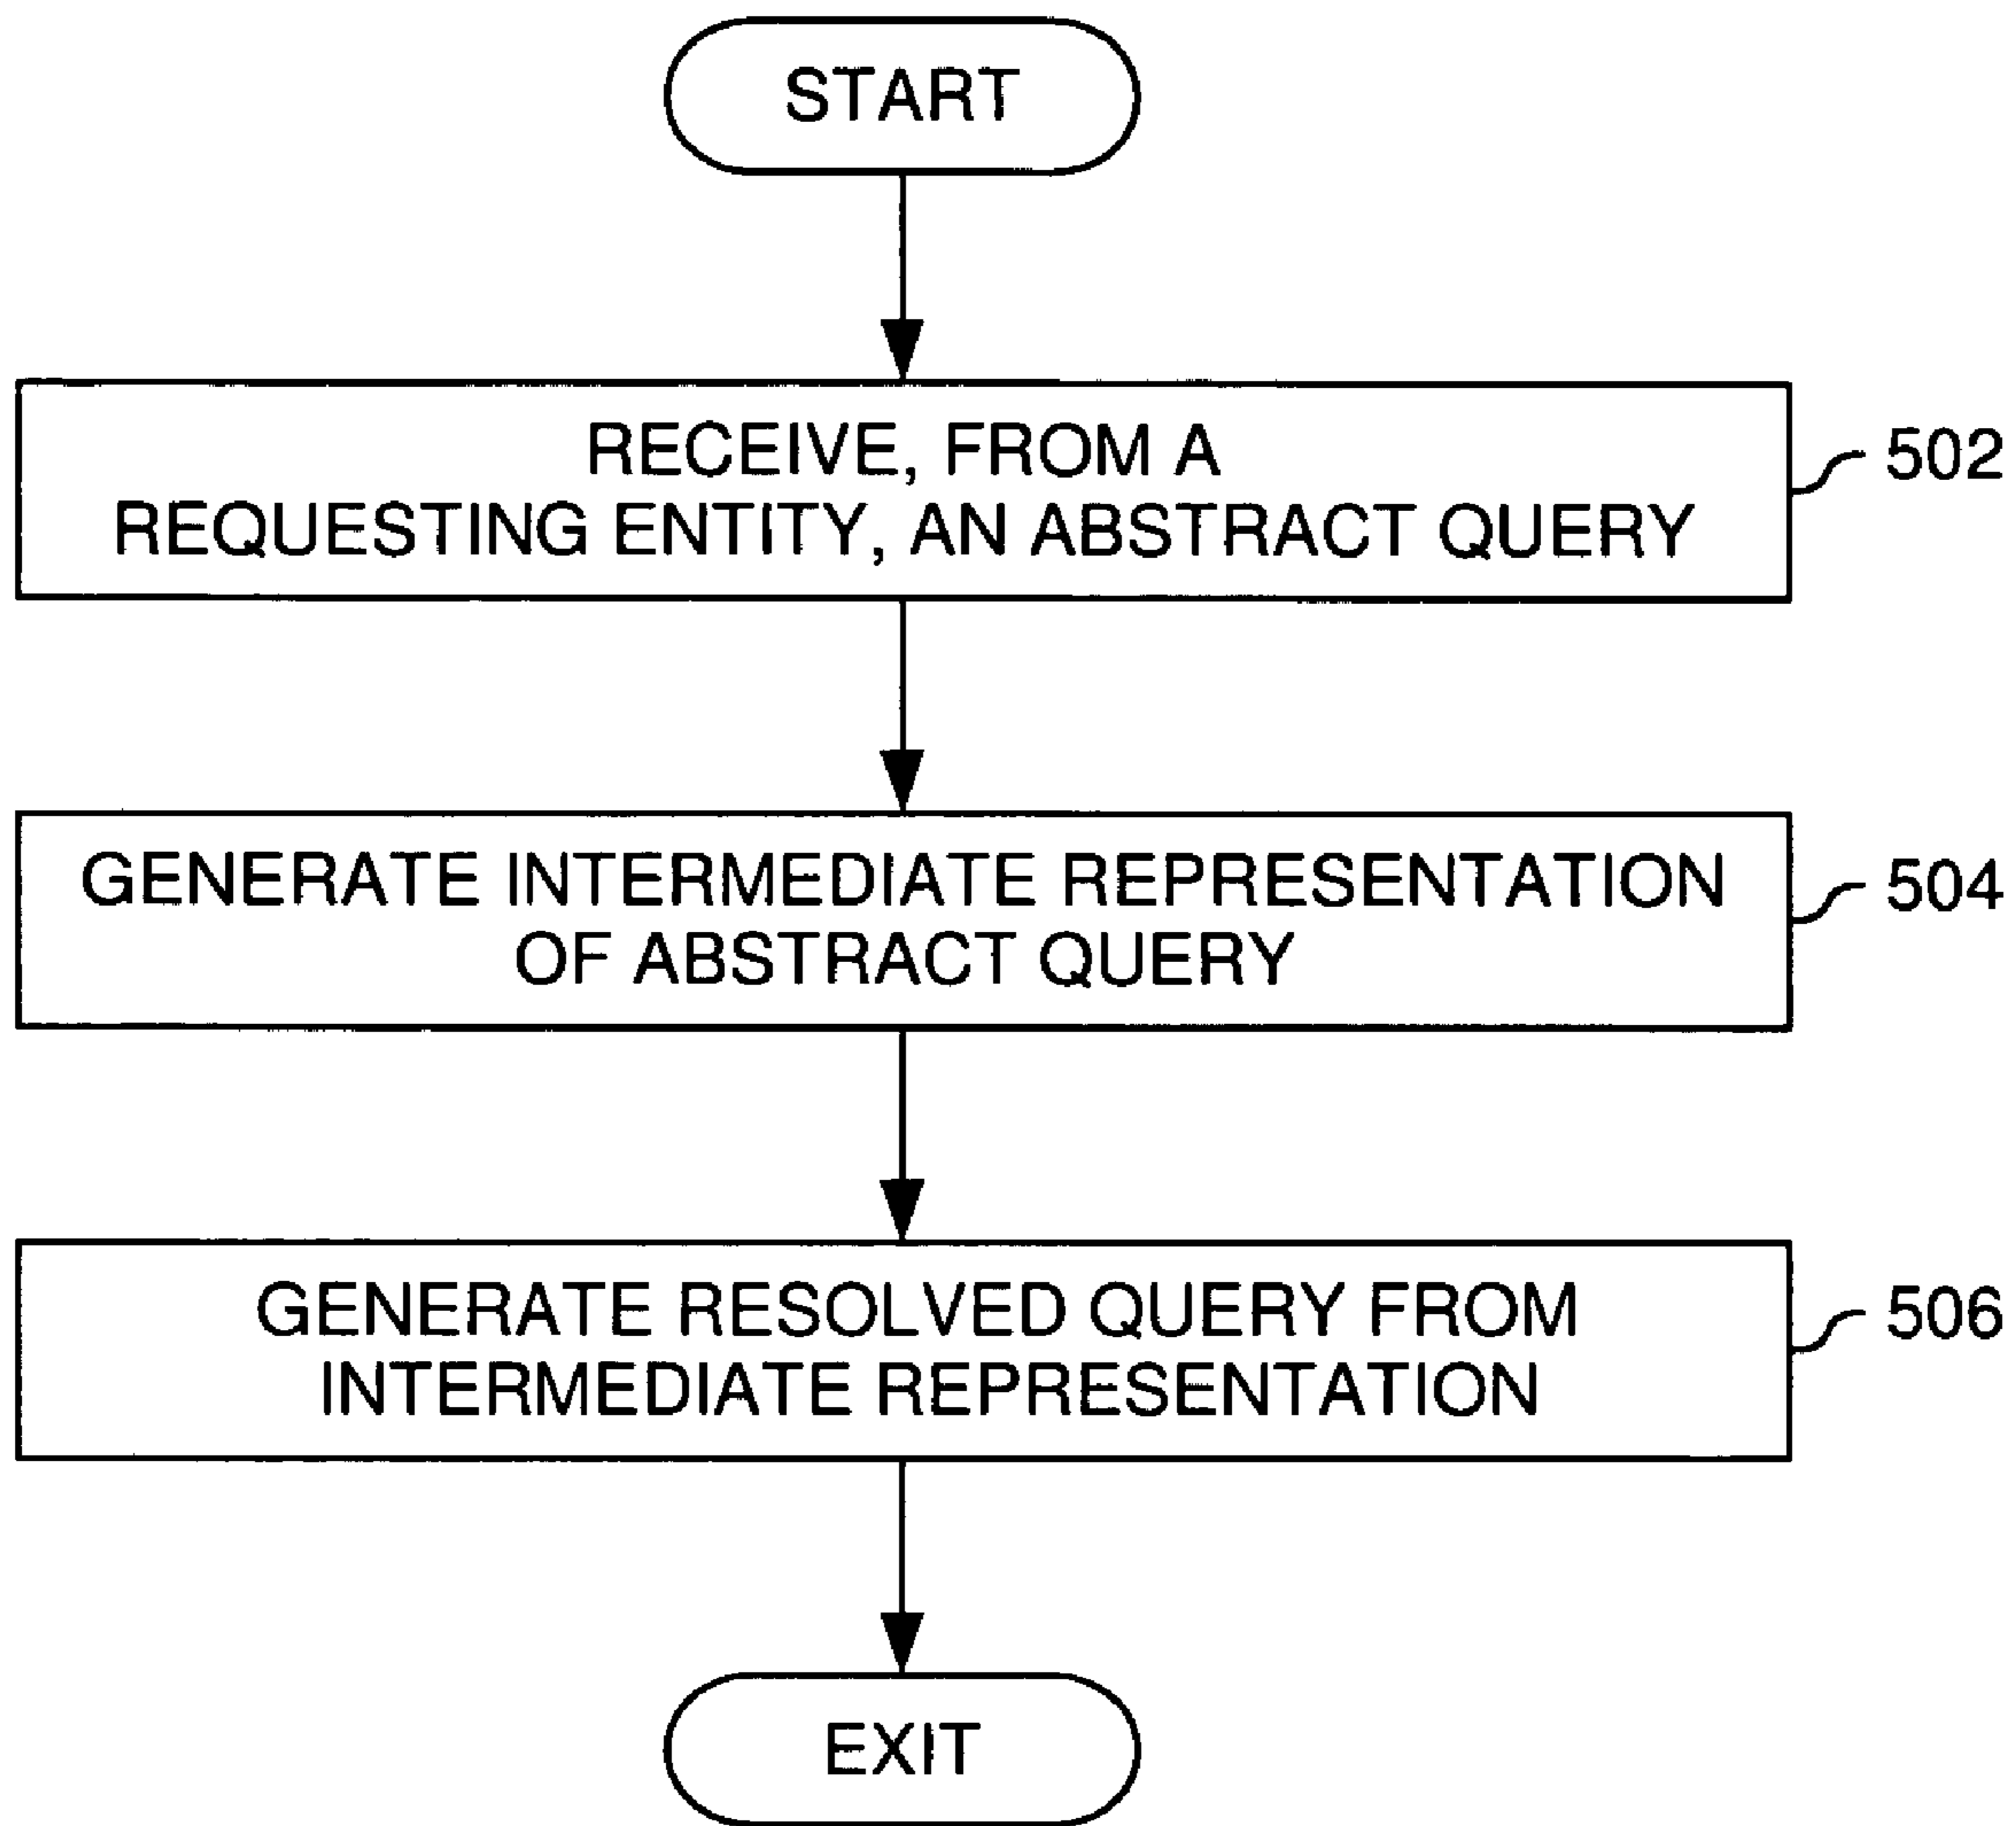 START
RECEIVE, FROM A
REQUESTING ENTITY, AN ABSTRACT QUERY
502
GENERATE INTERMEDIATE REPRESENTATION
OF ABSTRACT QUERY
504
GENERATE RESOLVED QUERY FROM
INTERMEDIATE REPRESENTATION
506
EXIT